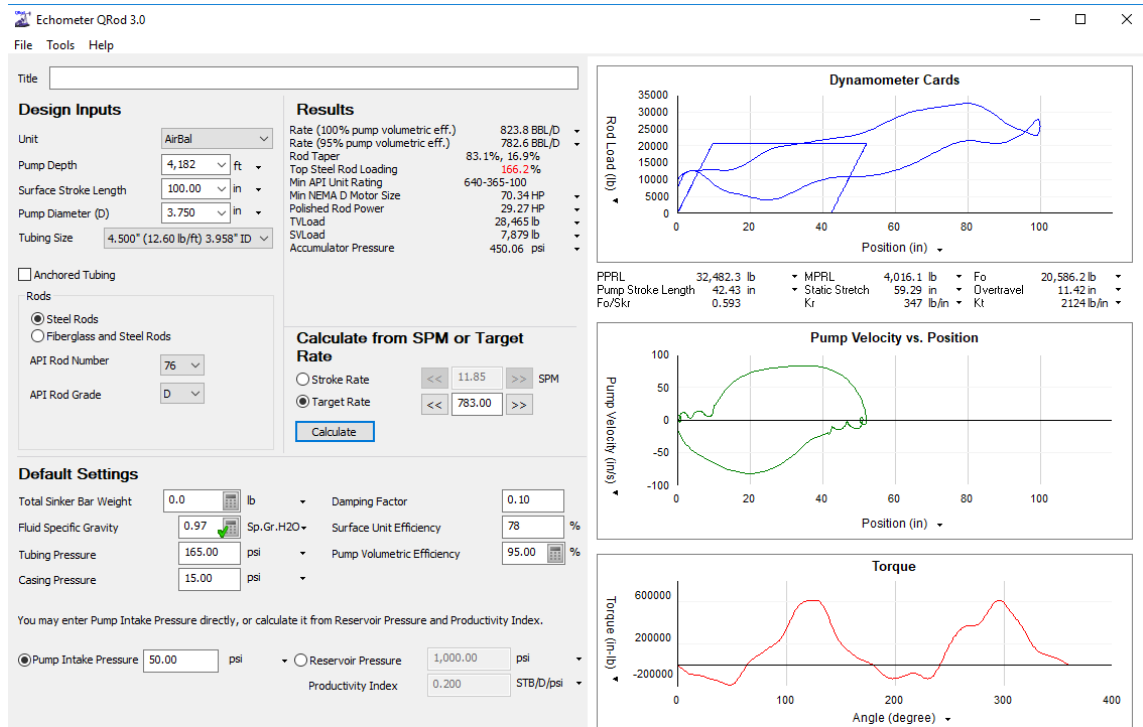 Echometer QRod 3.0
File Tools Help
Title
Design Inputs
Unit AirBal
Pump Depth 4,182 ft
Surface Stroke Length 100.00 in
Pump Diameter (D) 3.750 in
Tubing Size 4.500" (12.60 lb/ft) 3.958" ID
Anchored Tubing
Rods
Steel Rods
Fiberglass and Steel Rods
API Rod Number 76
API Rod Grade D
Results
Rate (100% pump volumetric eff.) 823.8 BBL/D
Rate (95% pump volumetric eff.) 782.6 BBL/D
Rod Taper 83.1%, 16.9%
Top Steel Rod Loading 166.2 %
Min API Unit Rating 640-365-100
Min NEMA D Motor Size 70.34 HP
Polished Rod Power 29.27 HP
TVLoad 28,465 lb
SVLoad 7,879 lb
Accumulator Pressure 450.06 psi
Calculate from SPM or Target
Rate
Stroke Rate << 11.85 >> SPM
Target Rate << 783.00 >>
Calculate
Default Settings
Total Sinker Bar Weight 0.0 lb
Fluid Specific Gravity 0.97 Sp.Gr.H2O
Tubing Pressure 165.00 psi
Casing Pressure 15.00 psi
Damping Factor 0.10
Surface Unit Efficiency 78 %
Pump Volumetric Efficiency 95.00 %
You may enter Pump Intake Pressure directly, or calculate it from Reservoir Pressure and Productivity Index.
Pump Intake Pressure 50.00 psi
Reservoir Pressure 1,000.00 psi
Productivity Index 0.200 STB/D/psi
Dynamometer Cards
Rod Load (lb)
35000
30000
25000
20000
15000
10000
5000
0
0 20 40 60 80 100
Position (in)
PPRL 32,482.3 lb MPRL 4,016.1 lb Fo 20,586.2 lb
Pump Stroke Length 42.43 in Static Stretch 59.29 in Overtravel 11.42 in
Fo/Skr 0.593 Kr 347 lb/in Kt 2124 lb/in
Pump Velocity vs. Position
Pump Velocity (in/s)
100
50
0
-50
-100
0 20 40 60 80 100
Position (in)
Torque
Torque (in-lb)
600000
200000
-200000
0 100 200 300 400
Angle (degree)